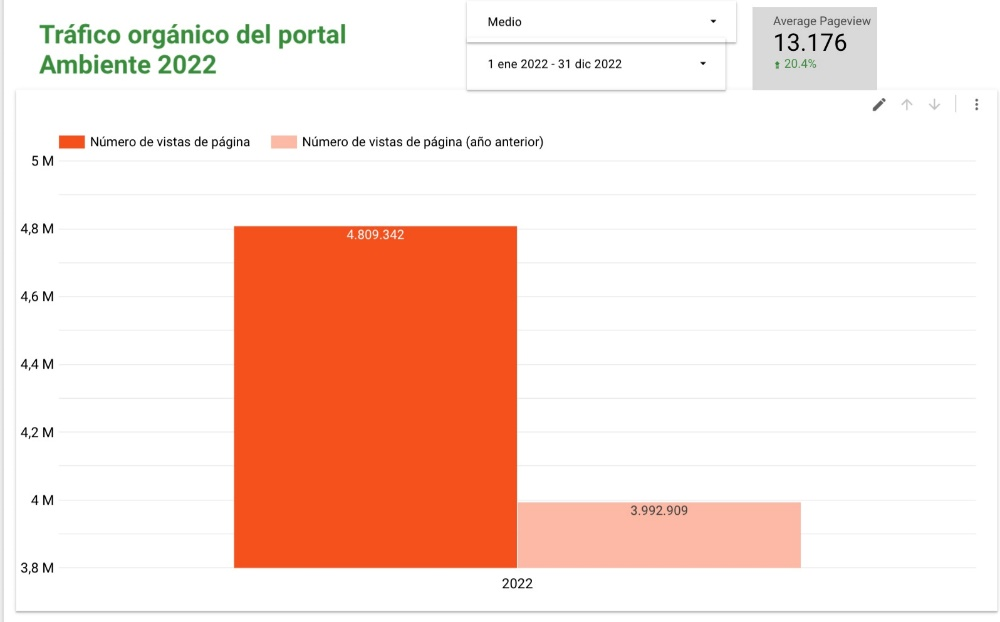 Tráfico orgánico del portal
Ambiente 2022
Medio
1 ene 2022 - 31 dic 2022
Average Pageview
13.176
20.4%
Número de vistas de página
Número de vistas de página (año anterior)
5 M
4,8 M
4,6 M
4,4 M
4,2 M
4 M
3,8 M
4.809.342
3.992.909
2022